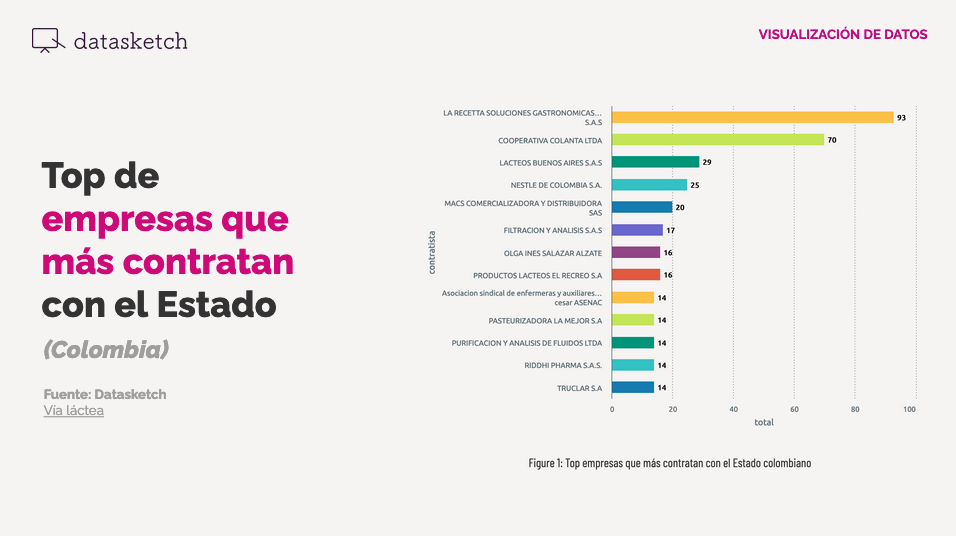 datasketch
VISUALIZACIÓN DE DATOS
Top de
empresas que
más contratan
con el Estado
(Colombia)
Fuente: Datasketch
Vía láctea
contratista
LA RECETTA SOLUCIONES GASTRONOMICAS...
S.A.S
93
COOPERATIVA COLANTA LTDA
70
LACTEOS BUENOS AIRES S.A.S
29
NESTLE DE COLOMBIA S.A.
25
MACS COMERCIALIZADORA Y DISTRIBUIDORA
SAS
20
FILTRACION Y ANALISIS S.A.S
17
OLGA INES SALAZAR ALZATE
16
PRODUCTOS LACTEOS EL RECREO S.A
16
Asociacion sindical de enfermeras y auxiliares...
cesar ASENAC
14
PASTEURIZADORA LA MEJOR S.A
14
PURIFICACION Y ANALISIS DE FLUIDOS LTDA
14
RIDDHI PHARMA S.A.S.
14
TRUCLAR S.A
14
0 20 40 60 80 100
total
Figure 1: Top empresas que más contratan con el Estado colombiano